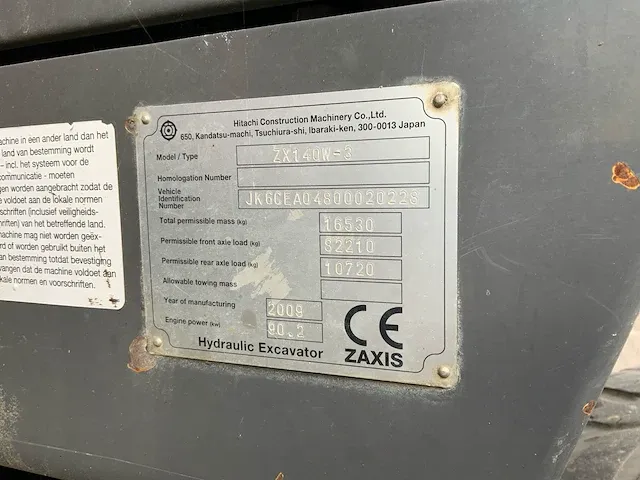 achine in een ander land dan het
land van bestemming wordt
– incl. het systeem voor de
communicatie - moeten
gen worden aangebracht zodat de
e voldoet aan de lokale normen
schriften (inclusief veiligheids-
hriften) van het betreffende land.
machine mag niet worden geëx-
rd of worden gebruikt buiten het
van bestemming totdat bevestiging
vangen dat de machine voldoet aan
kale normen en voorschriften.
Hitachi Construction Machinery Co.,Ltd.
650, Kandatsu-machi, Tsuchiura-shi, Ibaraki-ken, 300-0013 Japan
Model / Type ZX140W-3
Homologation Number
Vehicle Identification Number JK6CEA04800020228
Total permissible mass (kg) 16530
Permissible front axle load (kg) S2210
Permissible rear axle load (kg) 10720
Allowable towing mass
Year of manufacturing 2009
Engine power (kw) 90.2
CE
Hydraulic Excavator ZAXIS